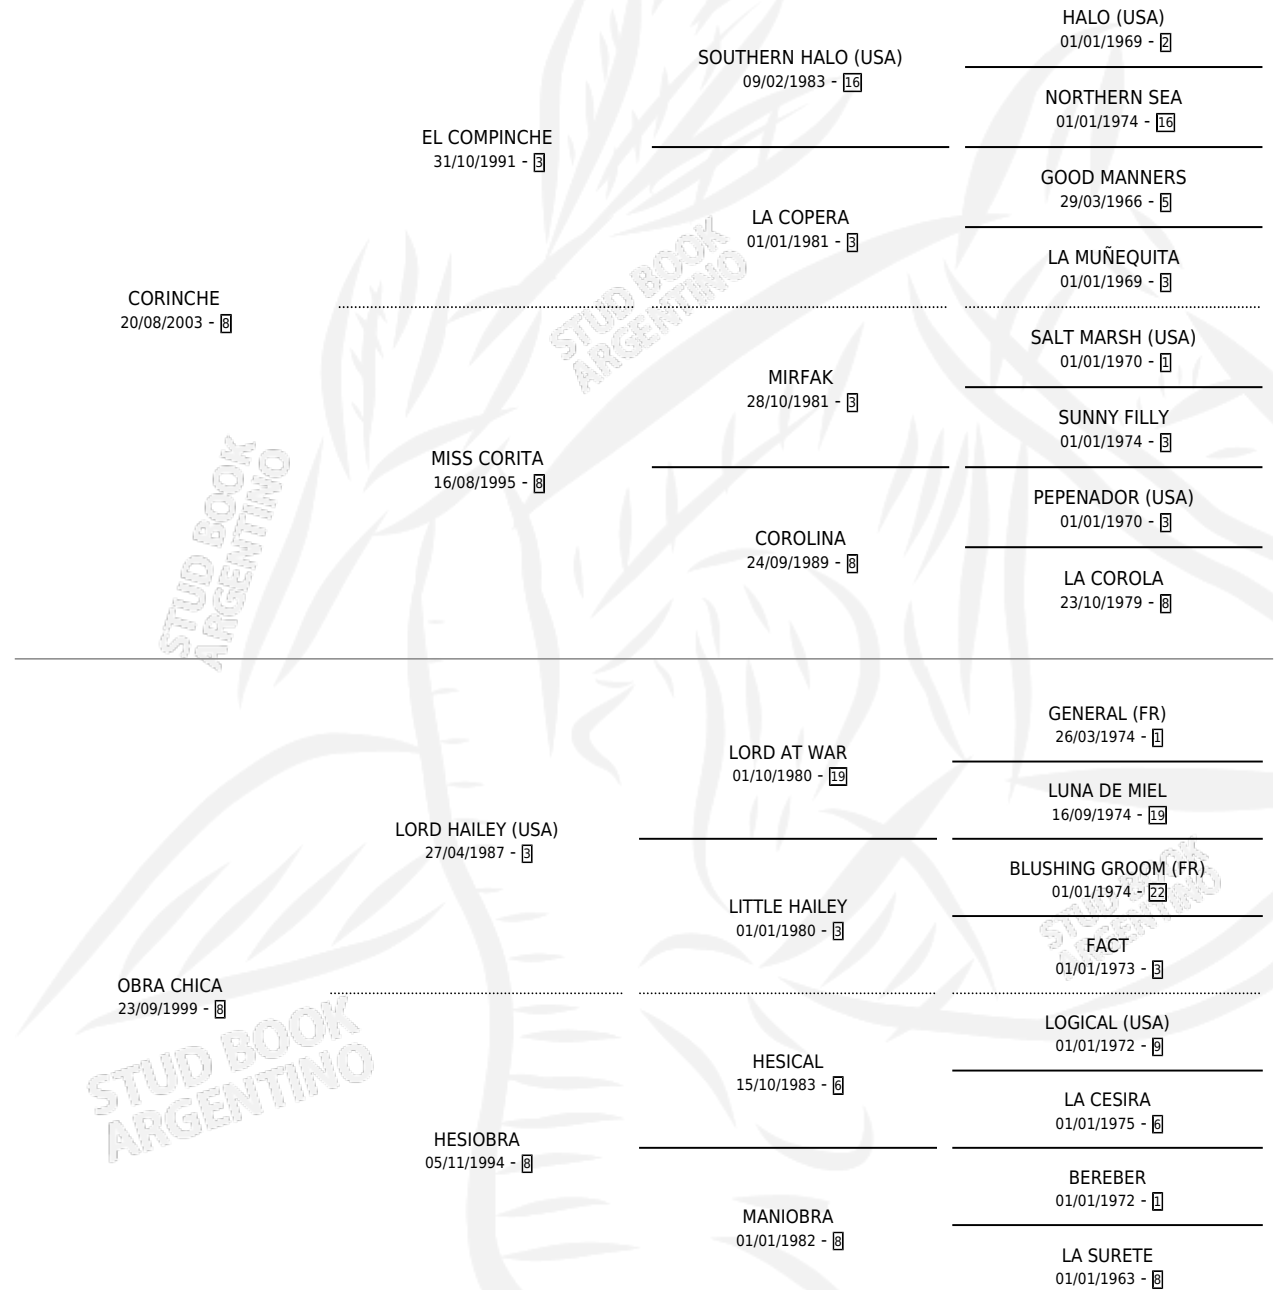 HALO (USA)
01/01/1969 - 2
SOUTHERN HALO (USA)
09/02/1983 - 16
NORTHERN SEA
01/01/1974 - 16
EL COMPINCHE
31/10/1991 - 3
GOOD MANNERS
29/03/1966 - 5
LA COPERA
01/01/1981 - 3
LA MUÑEQUITA
01/01/1969 - 3
CORINCHE
20/08/2003 - 8
STUD BOOK
ARGENTINO
SALT MARSH (USA)
01/01/1970 - 1
MIRFAK
28/10/1981 - 3
SUNNY FILLY
01/01/1974 - 3
MISS CORITA
16/08/1995 - 8
PEPENADOR (USA)
01/01/1970 - 3
COROLINA
24/09/1989 - 8
LA COROLA
23/10/1979 - 8
STUD BOOK
ARGENTINO
GENERAL (FR)
26/03/1974 - 1
LORD AT WAR
01/10/1980 - 19
LUNA DE MIEL
16/09/1974 - 19
LORD HAILEY (USA)
27/04/1987 - 3
BLUSHING GROOM (FR)
01/01/1974 - 22
LITTLE HAILEY
01/01/1980 - 3
STUD BOOK
ARGENTINO
FACT
01/01/1973 - 3
OBRA CHICA
23/09/1999 - 8
LOGICAL (USA)
01/01/1972 - 9
HESICAL
15/10/1983 - 6
STUD BOOK
ARGENTINO
LA CESIRA
01/01/1975 - 6
HESIOBRA
05/11/1994 - 8
BEREBER
01/01/1972 - 1
MANIOBRA
01/01/1982 - 8
LA SURETE
01/01/1963 - 8